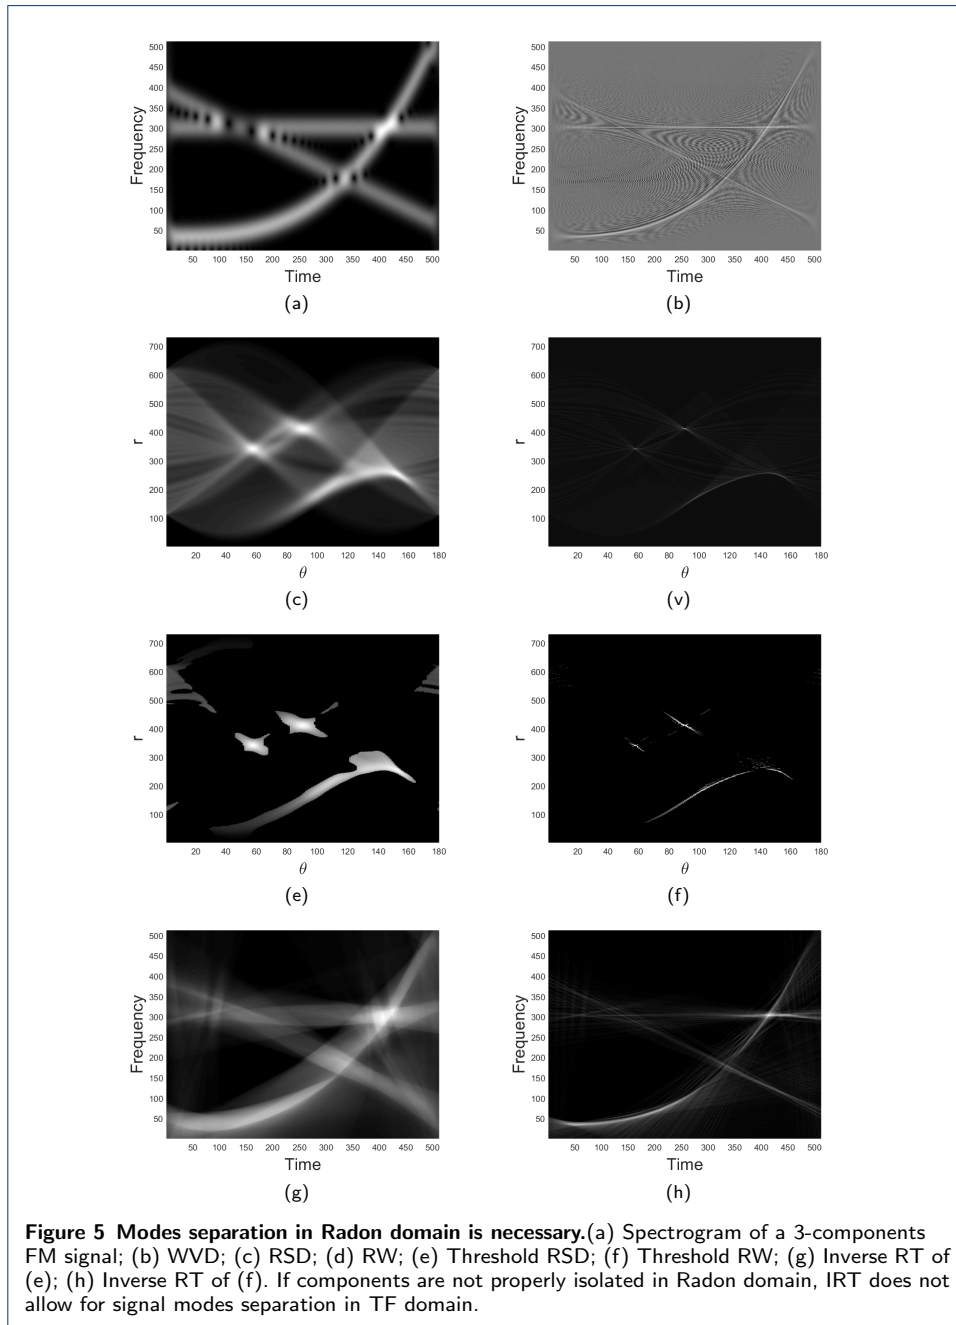 500
450
400
350
300
250
200
150
100
50
Frequency
50 100 150 200 250 300 350 400 450 500
Time
(a)
500
450
400
350
300
250
200
150
100
50
Frequency
50 100 150 200 250 300 350 400 450 500
Time
(b)
700
600
500
400
300
200
100
r
20 40 60 80 100 120 140 160 180
θ
(c)
700
600
500
400
300
200
100
r
20 40 60 80 100 120 140 160 180
θ
(v)
700
600
500
400
300
200
100
r
20 40 60 80 100 120 140 160 180
θ
(e)
700
600
500
400
300
200
100
r
20 40 60 80 100 120 140 160 180
θ
(f)
500
450
400
350
300
250
200
150
100
50
Frequency
50 100 150 200 250 300 350 400 450 500
Time
(g)
500
450
400
350
300
250
200
150
100
50
Frequency
50 100 150 200 250 300 350 400 450 500
Time
(h)
Figure 5 Modes separation in Radon domain is necessary.(a) Spectrogram of a 3-components
FM signal; (b) WVD; (c) RSD; (d) RW; (e) Threshold RSD; (f) Threshold RW; (g) Inverse RT of
(e); (h) Inverse RT of (f). If components are not properly isolated in Radon domain, IRT does not
allow for signal modes separation in TF domain.